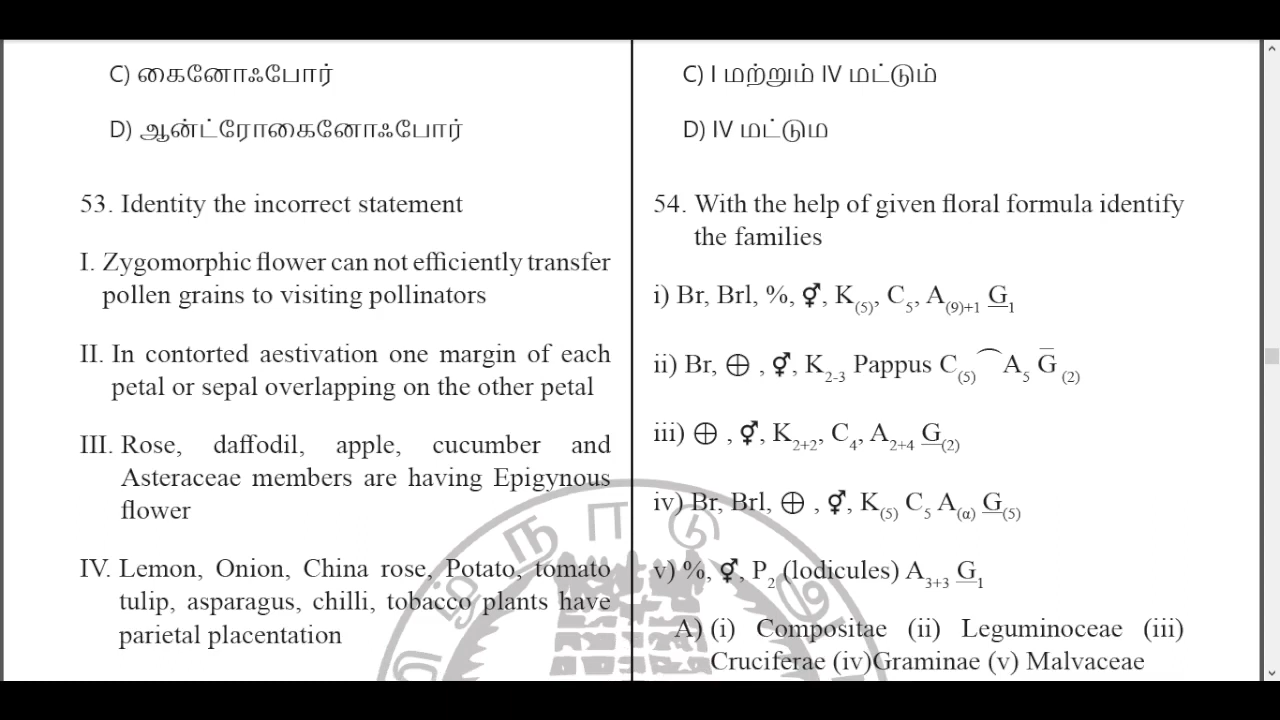 C) கைனோஃபோர்
D) ஆன்ட்ரோகைனோஃபோர்
53. Identity the incorrect statement
I. Zygomorphic flower can not efficiently transfer
pollen grains to visiting pollinators
II. In contorted aestivation one margin of each
petal or sepal overlapping on the other petal
III. Rose, daffodil, apple, cucumber and
Asteraceae members are having Epigynous
flower
IV. Lemon, Onion, China rose, Potato, tomato
tulip, asparagus, chilli, tobacco plants have
parietal placentation
C) I மற்றும் IV மட்டும்
D) IV மட்டும
54. With the help of given floral formula identify
the families
i) Br, Brl, %, ⚥, K(5), C5, A(9)+1 G1
ii) Br, ⊕ , ⚥, K2-3 Pappus C(5) A5 G̅ (2)
iii) ⊕ , ⚥, K2+2, C4, A2+4 G(2)
iv) Br, Brl, ⊕ , ⚥, K(5) C5 A(α) G(5)
v) %, ⚥, P2 (lodicules) A3+3 G1
A) (i) Compositae (ii) Leguminoceae (iii)
Cruciferae (iv)Graminae (v) Malvaceae